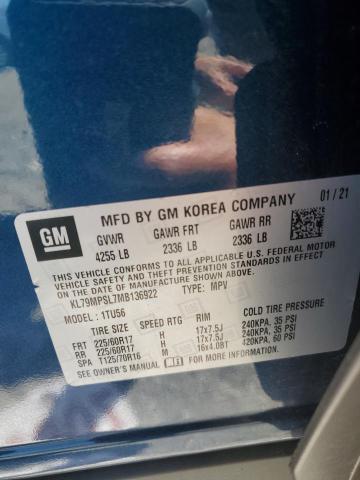 GM
MFD BY GM KOREA COMPANY 01/21
GVWR GAWR FRT GAWR RR
4255 LB 2336 LB 2336 LB
THIS VEHICLE CONFORMS TO ALL APPLICABLE U.S. FEDERAL MOTOR
VEHICLE SAFETY AND THEFT PREVENTION STANDARDS IN EFFECT
ON THE DATE OF MANUFACTURE SHOWN ABOVE.
KL79MPSL7MB136922 TYPE: MPV
MODEL: 1TU56
TIRE SIZE SPEED RTG RIM COLD TIRE PRESSURE
FRT 225/60R17 H 17x7.5J 240KPA, 35 PSI
RR 225/60R17 H 17x7.5J 240KPA, 35 PSI
SPA T125/70R16 M 16x4.0BT 420KPA, 60 PSI
SEE OWNER'S MANUAL